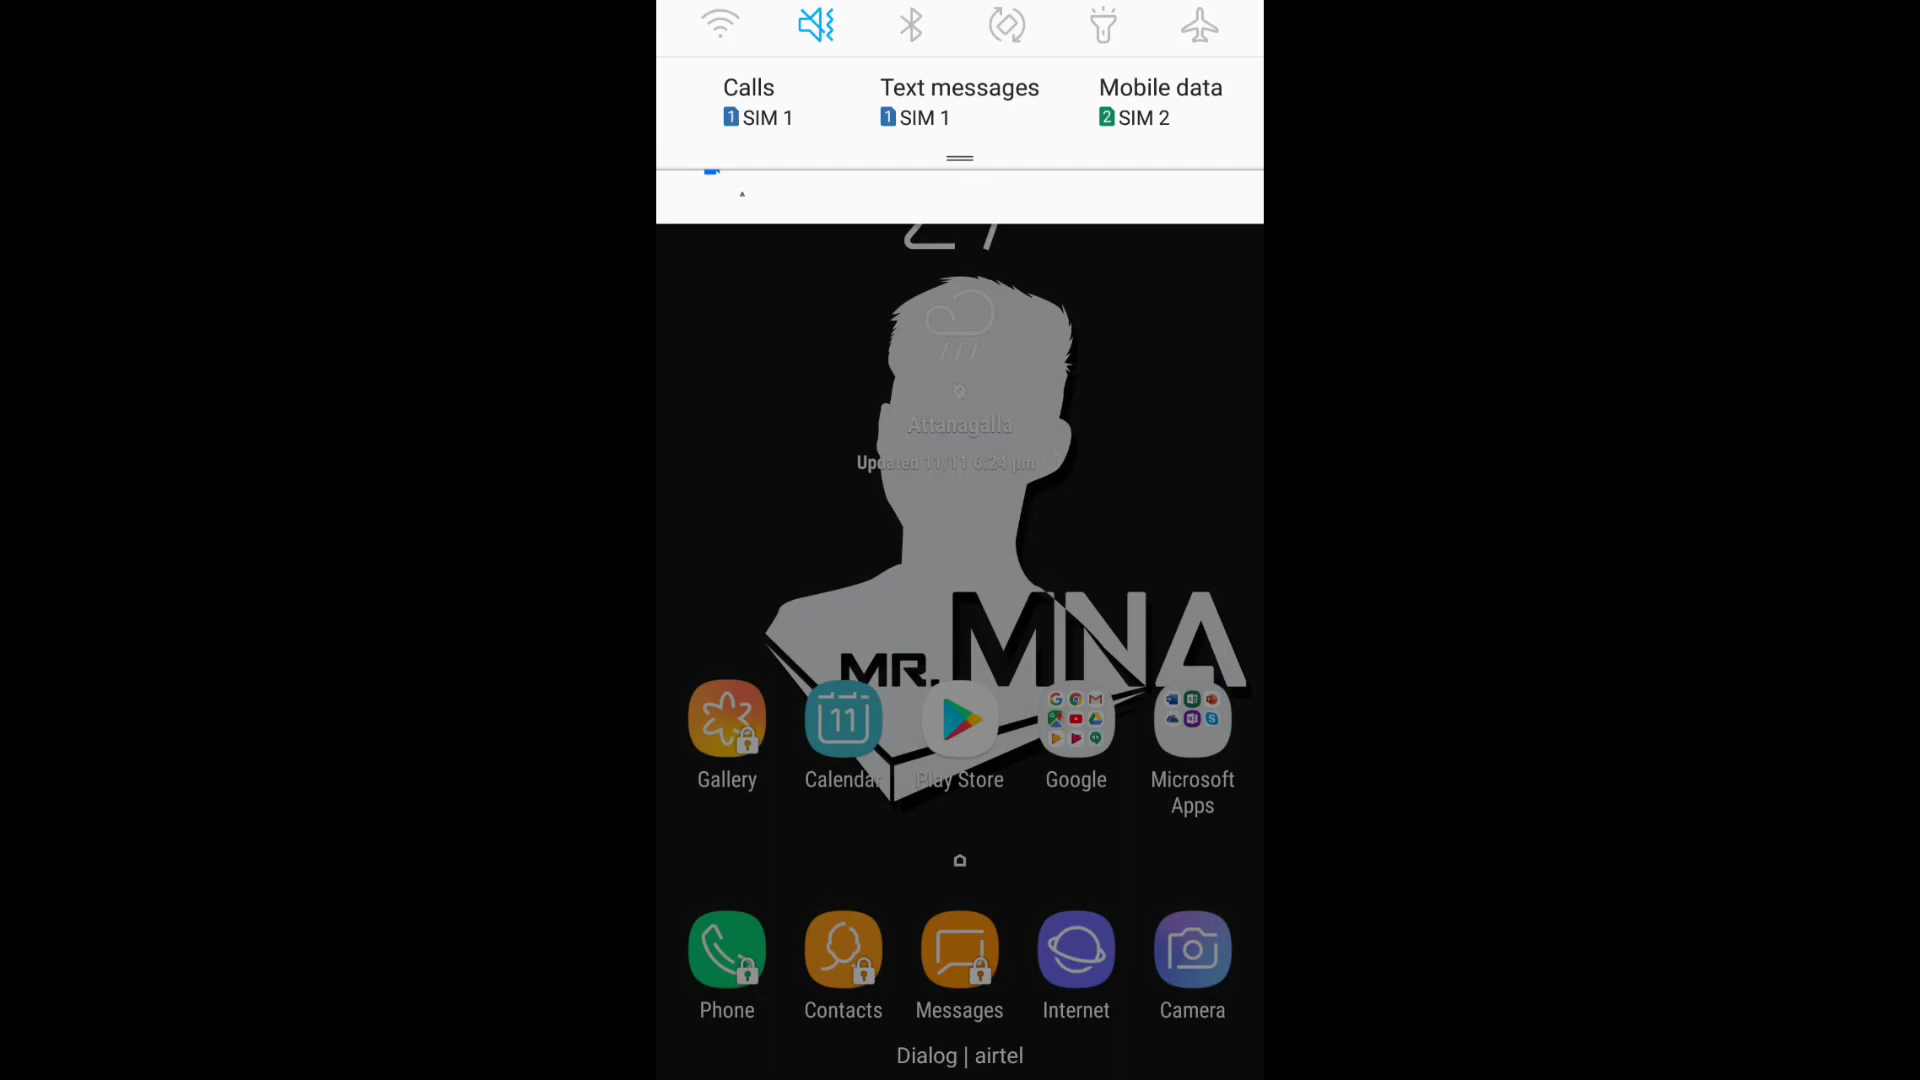 Calls
Text messages
Mobile data
1 SIM 1
1 SIM 1
2 SIM 2
Attanagalla
Updated 11/11 6:24 pm
MR. MNA
11
Gallery
Calendar
Play Store
Google
Microsoft
Apps
Phone
Contacts
Messages
Internet
Camera
Dialog | airtel